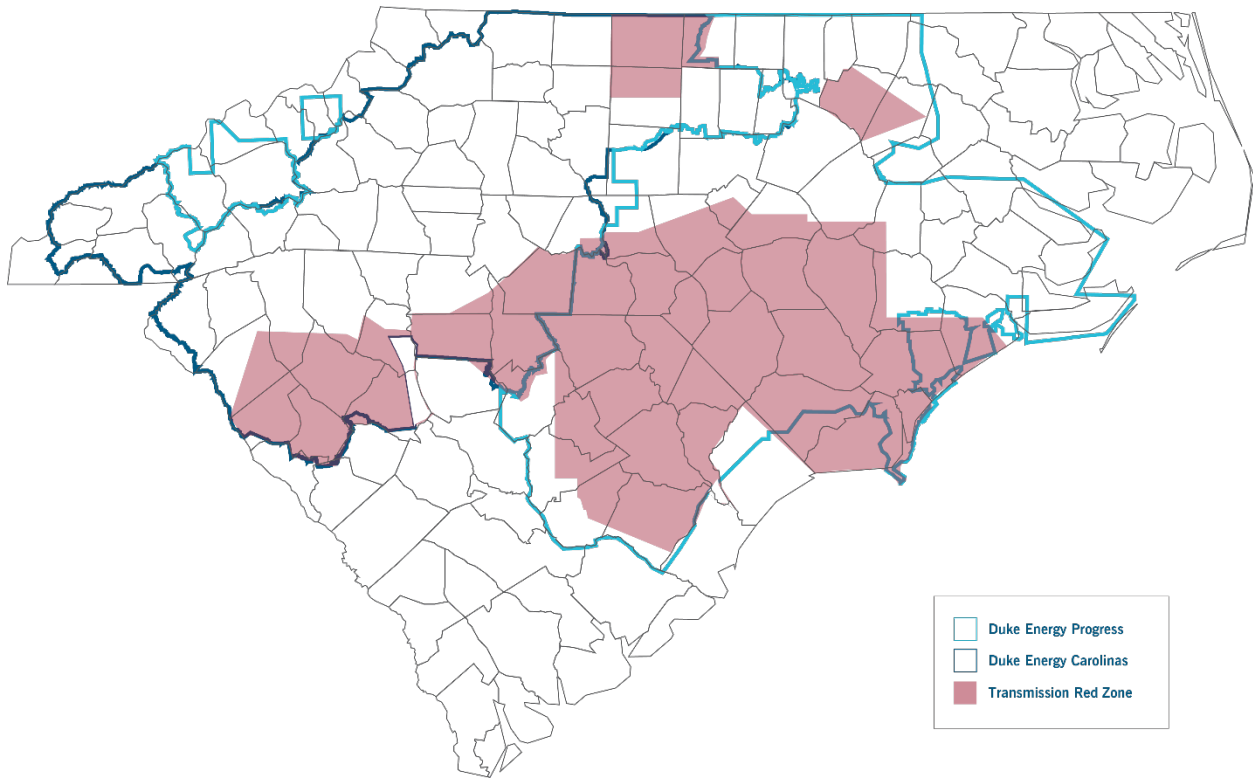 Duke Energy Progress
Duke Energy Carolinas
Transmission Red Zone